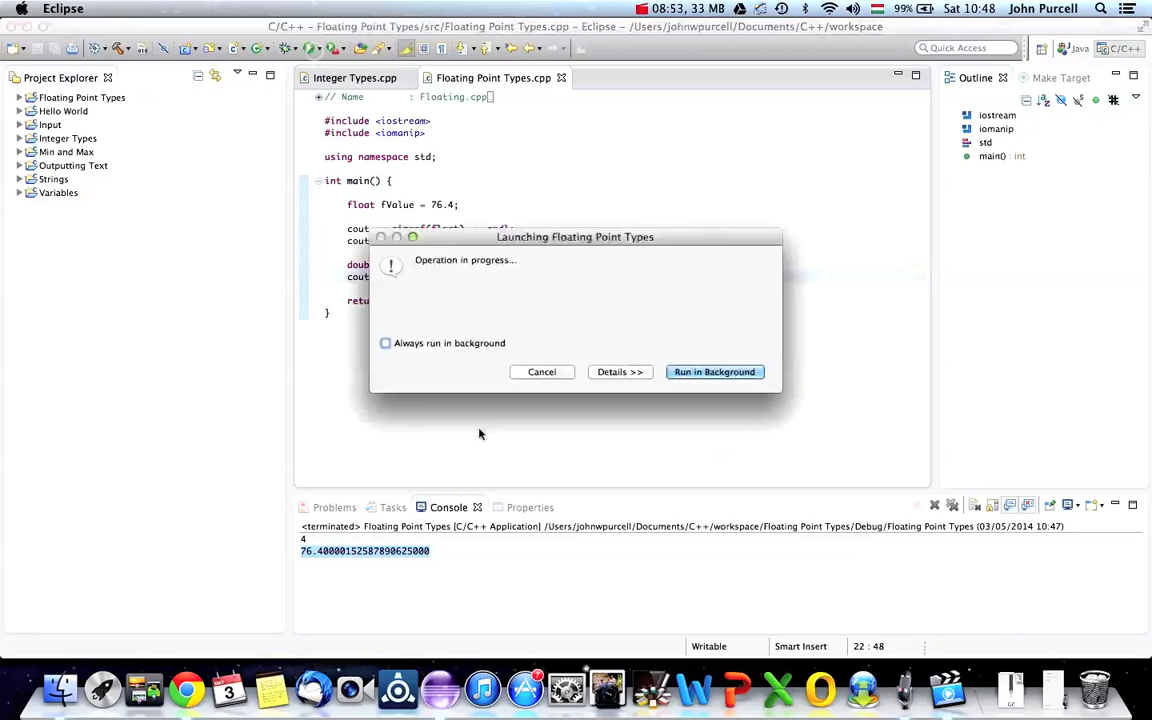 Eclipse
08:53, 33 MB
99%
Sat 10:48
John Purcell
C/C++ - Floating Point Types/src/Floating Point Types.cpp - Eclipse - /Users/johnwpurcell/Documents/C++/workspace
Quick Access
Java
C/C++
Project Explorer
Floating Point Types
Hello World
Input
Integer Types
Min and Max
Outputting Text
Strings
Variables
Integer Types.cpp
Floating Point Types.cpp
// Name : Floating.cpp
#include <iostream>
#include <iomanip>
using namespace std;
int main() {
float fValue = 76.4;
cout
cout
doub
cout
retu
}
Launching Floating Point Types
Operation in progress...
Always run in background
Cancel
Details >>
Run in Background
Outline
Make Target
iostream
iomanip
std
main() : int
Problems
Tasks
Console
Properties
<terminated> Floating Point Types [C/C++ Application] /Users/johnwpurcell/Documents/C++/workspace/Floating Point Types/Debug/Floating Point Types (03/05/2014 10:47)
4
76.40000152587890625000
Writable
Smart Insert
22 : 48
3
7